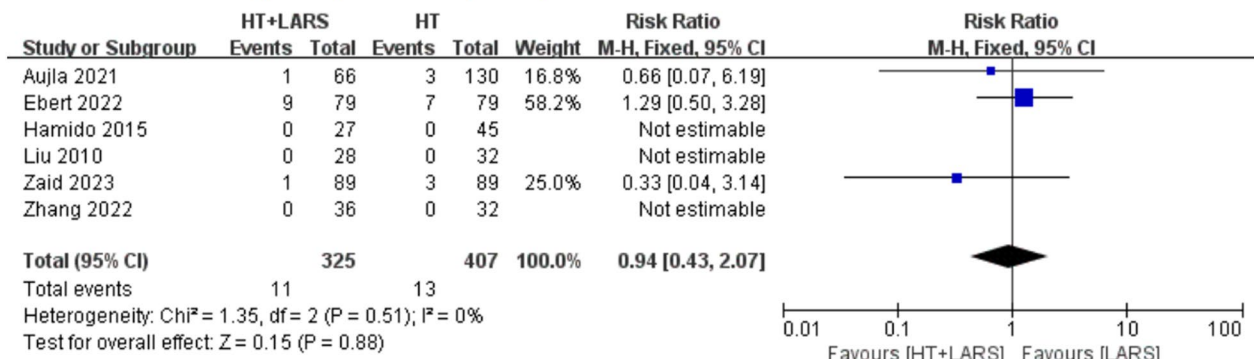 HT+LARS HT Risk Ratio Risk Ratio
Study or Subgroup Events Total Events Total Weight M-H, Fixed, 95% CI M-H, Fixed, 95% CI
Aujla 2021 1 66 3 130 16.8% 0.66 [0.07, 6.19]
Ebert 2022 9 79 7 79 58.2% 1.29 [0.50, 3.28]
Hamido 2015 0 27 0 45 Not estimable
Liu 2010 0 28 0 32 Not estimable
Zaid 2023 1 89 3 89 25.0% 0.33 [0.04, 3.14]
Zhang 2022 0 36 0 32 Not estimable
Total (95% CI) 325 407 100.0% 0.94 [0.43, 2.07]
Total events 11 13
Heterogeneity: Chi² = 1.35, df = 2 (P = 0.51); I² = 0%
Test for overall effect: Z = 0.15 (P = 0.88)
0.01 0.1 1 10 100
Favours [HT+LARS] Favours [LARS]